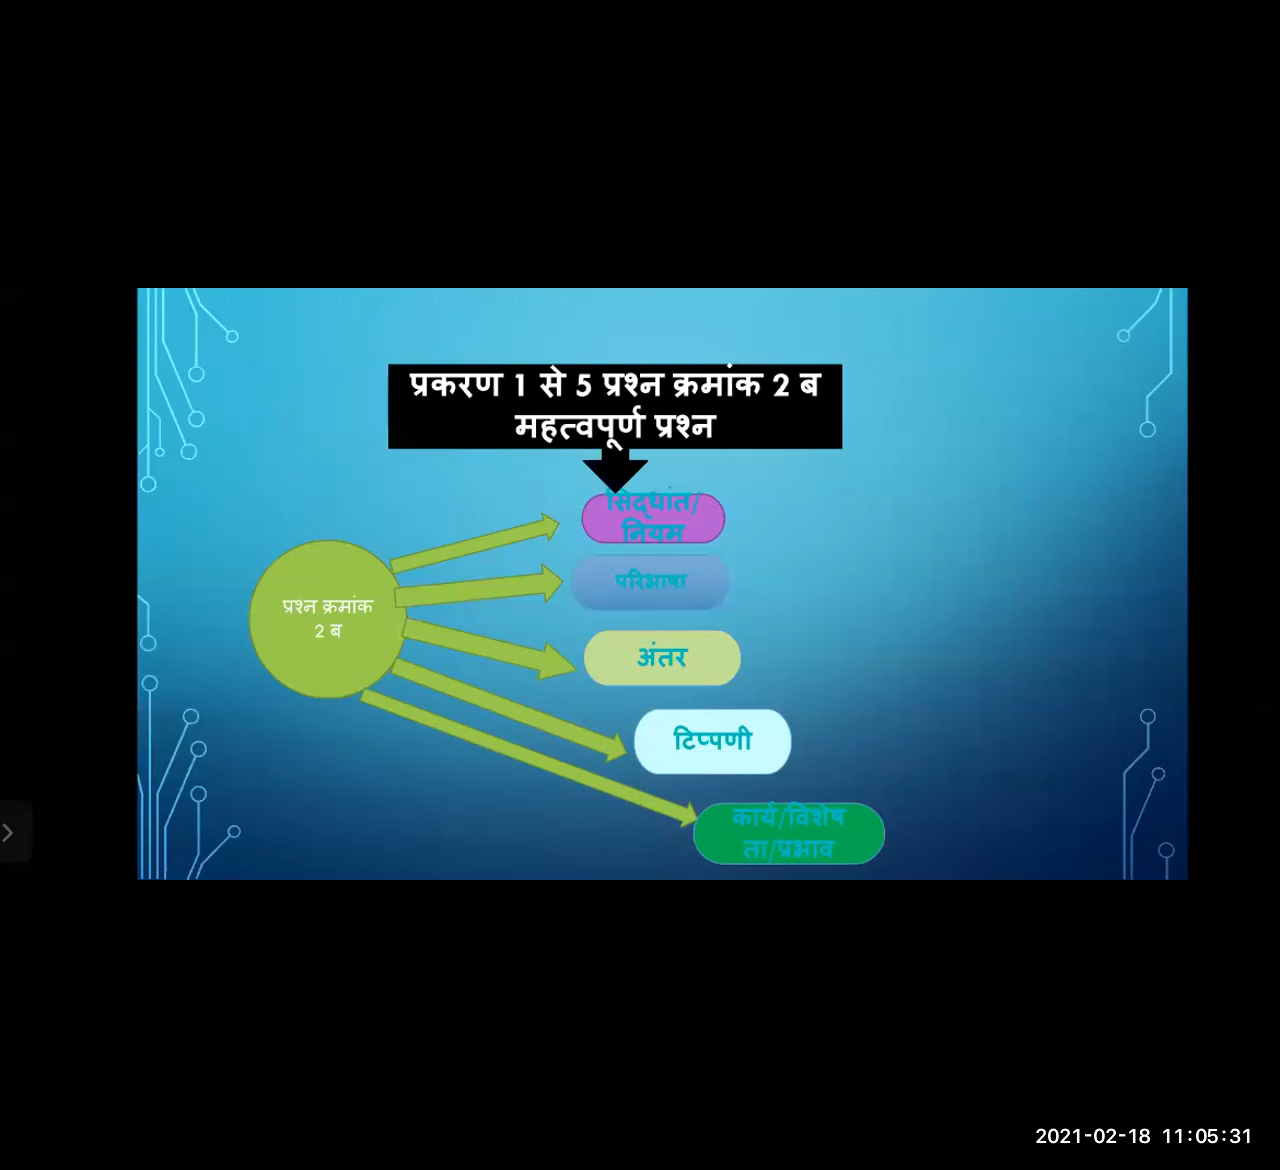 प्रकरण 1 से 5 प्रश्न क्रमांक 2 ब
महत्वपूर्ण प्रश्न
सिद्धांत/
नियम
परिभाषा
प्रश्न क्रमांक
2 ब
अंतर
टिप्पणी
कार्य/विशेष
ता/प्रभाव
2021-02-18 11:05:31